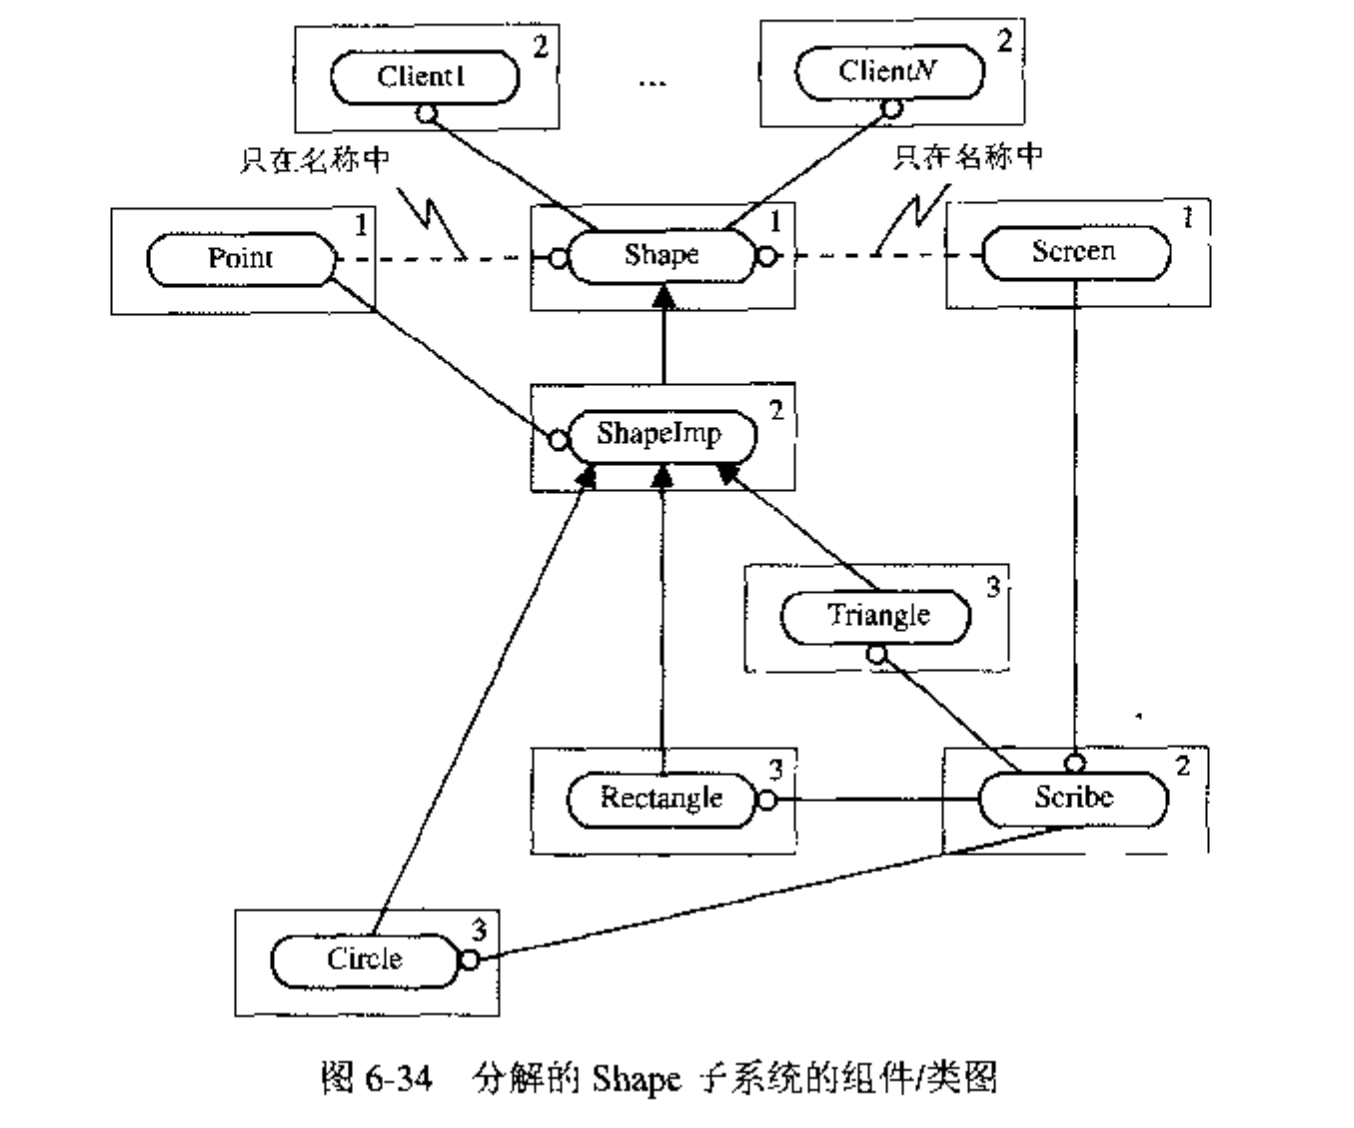 2
Client1
...
2
ClientN
只在名称中
只在名称中
1
Point
1
Shape
1
Screen
2
ShapeImp
3
Triangle
3
Rectangle
2
Scribe
3
Circle
图 6-34 分解的 Shape 子系统的组件/类图